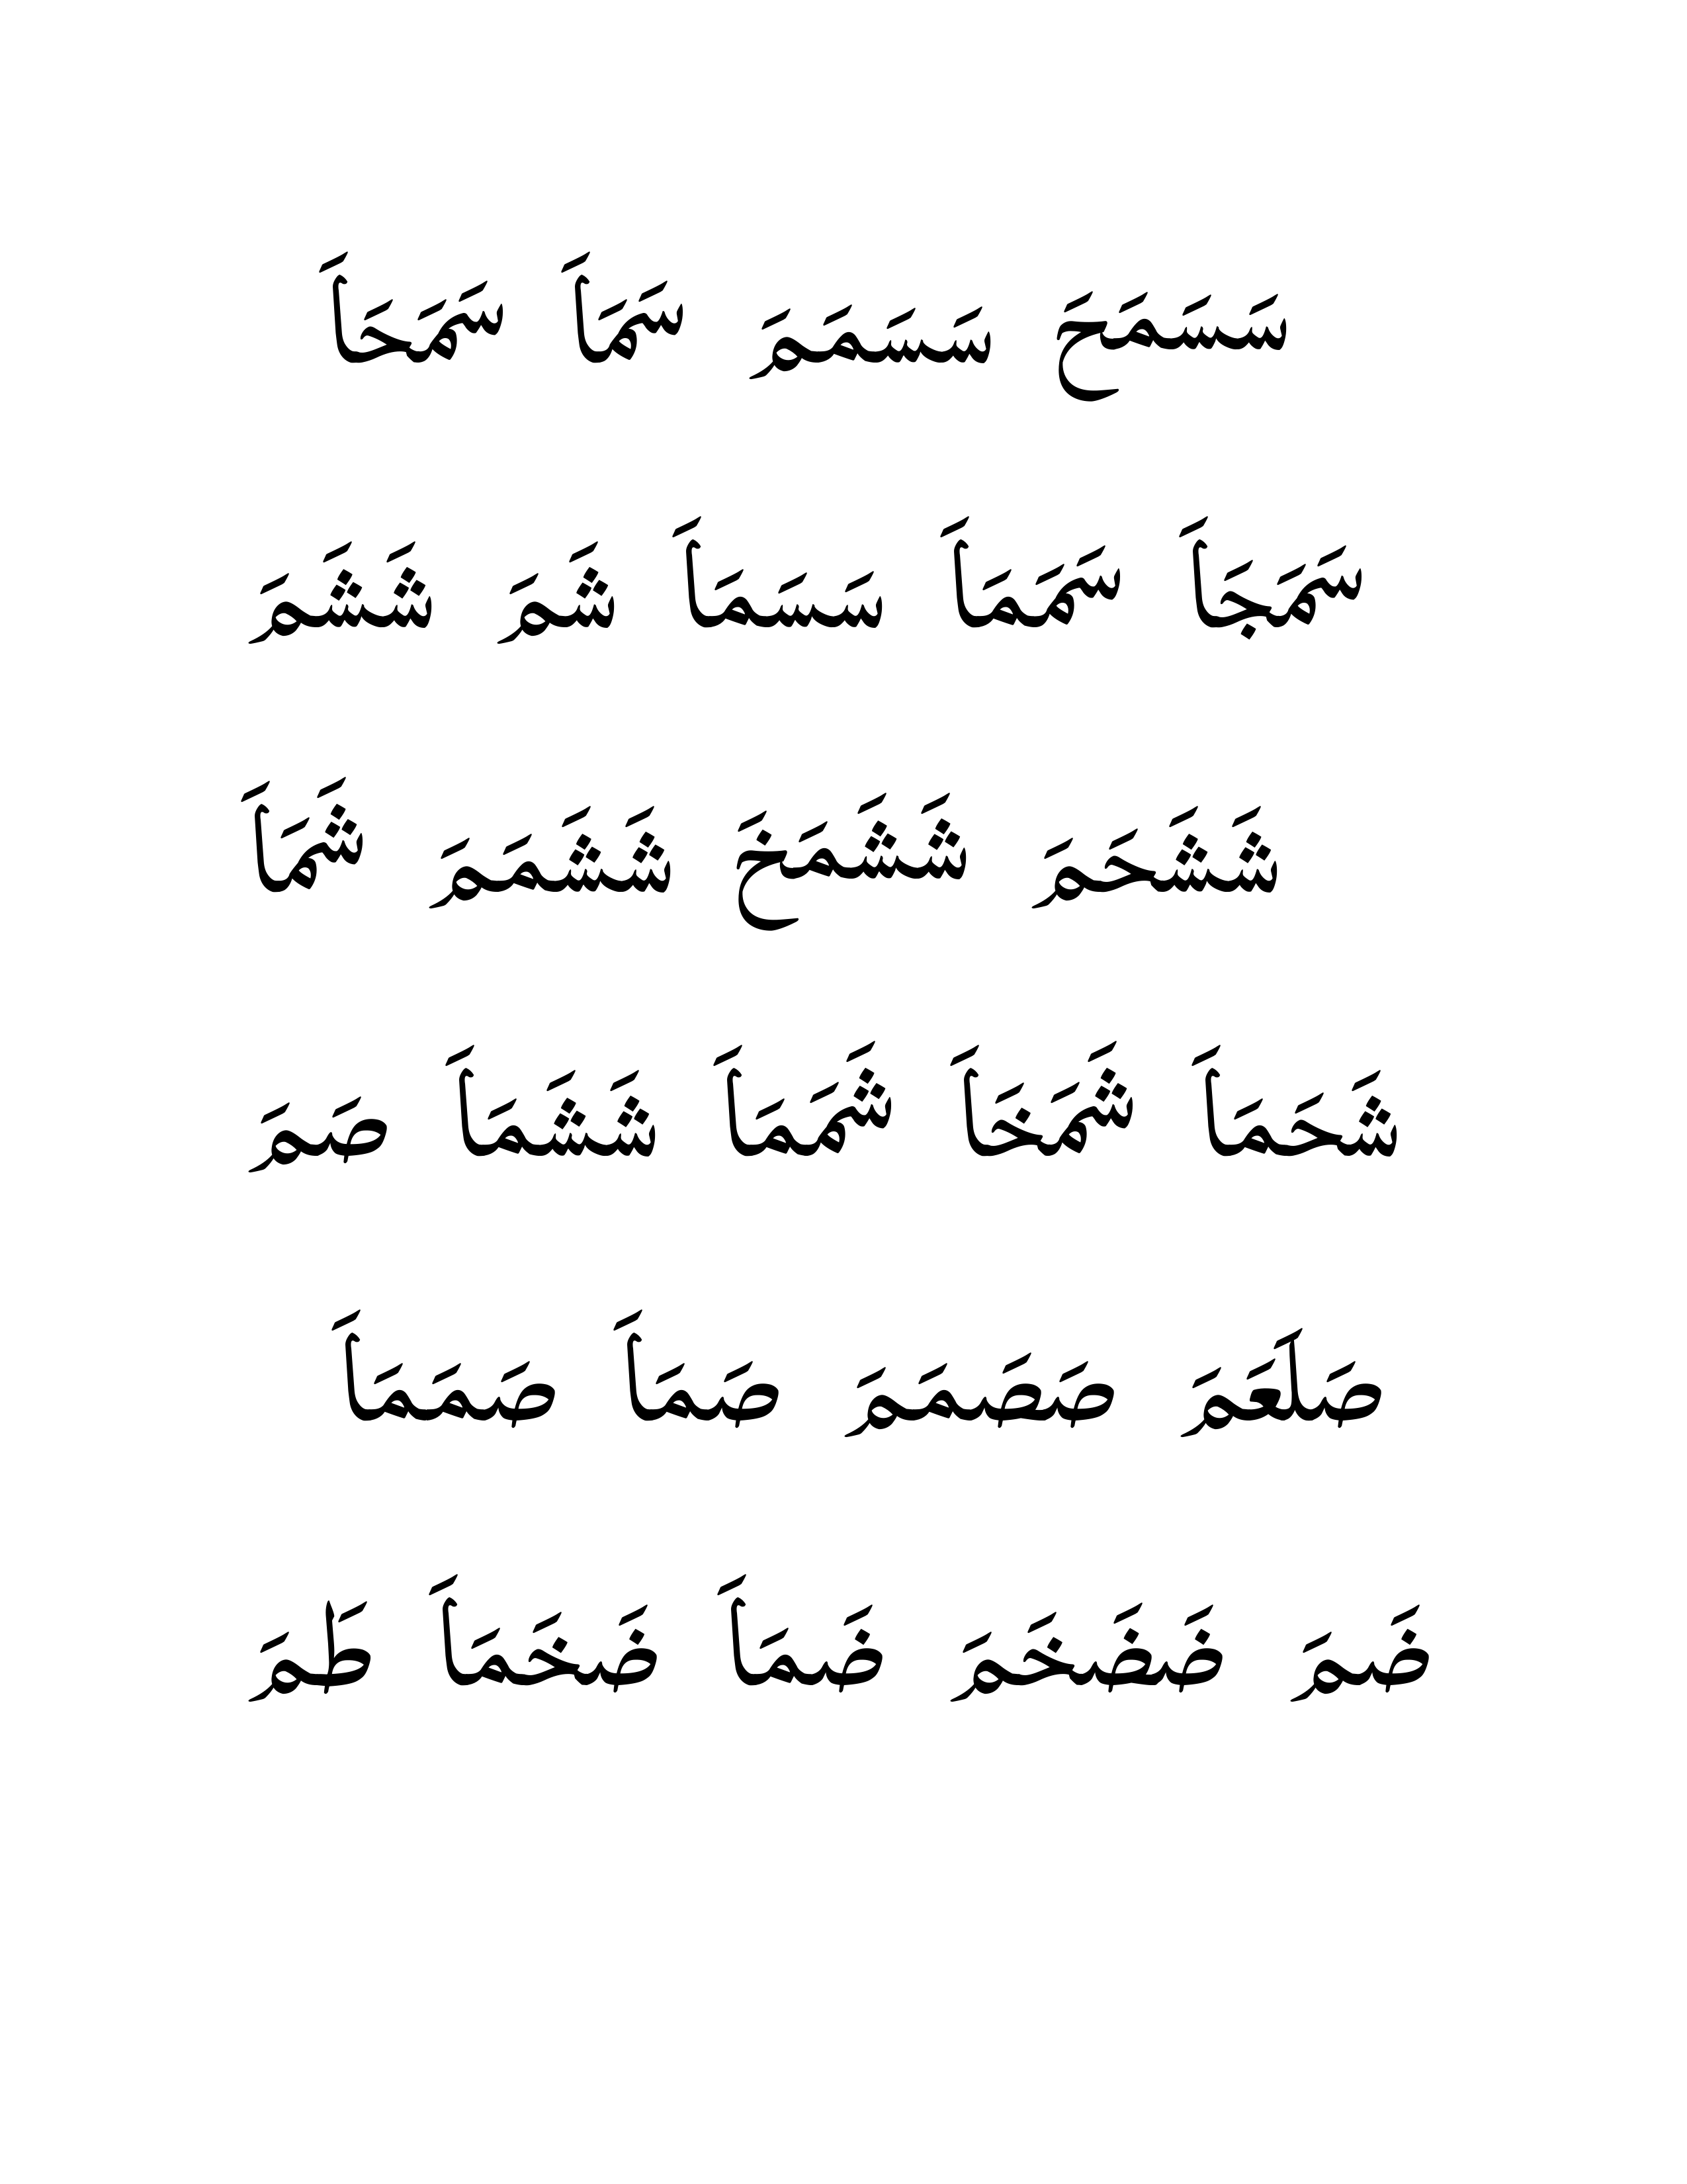 سَسَمَحَ سَسَمَمَ سَمَاَ سَمَحَاَ
سَمَجَاَ سَمَمَاَ سَسَمَاَ شَمَ شَشَمَ
شَشَحَمَ شَشَمَخَ شَشَمَمَ شَمَاَ
شَحَمَاَ شَمَخَاَ شَمَمَاَ شَشَمَاَ صَمَ
صَلَعَمَ صَصَمَمَ صَمَاَ صَمَمَاَ
ضَمَ ضَضَخَمَ ضَمَاَ ضَخَمَاَ طَمَ